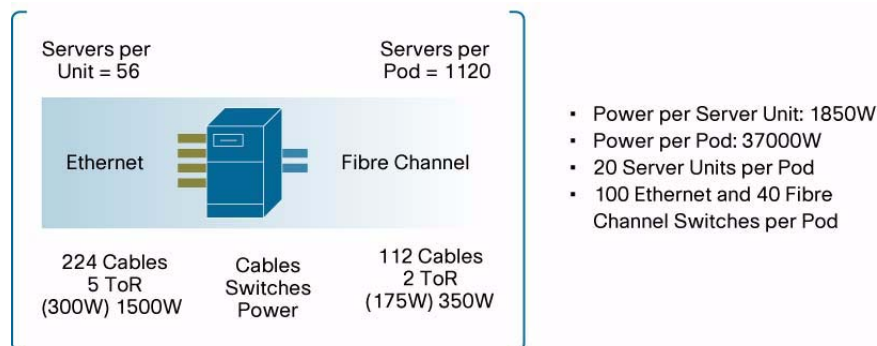 Servers per
Unit = 56
Servers per
Pod = 1120
Ethernet
Fibre Channel
224 Cables
5 ToR
(300W) 1500W
Cables
Switches
Power
112 Cables
2 ToR
(175W) 350W
▪ Power per Server Unit: 1850W
▪ Power per Pod: 37000W
▪ 20 Server Units per Pod
▪ 100 Ethernet and 40 Fibre
Channel Switches per Pod